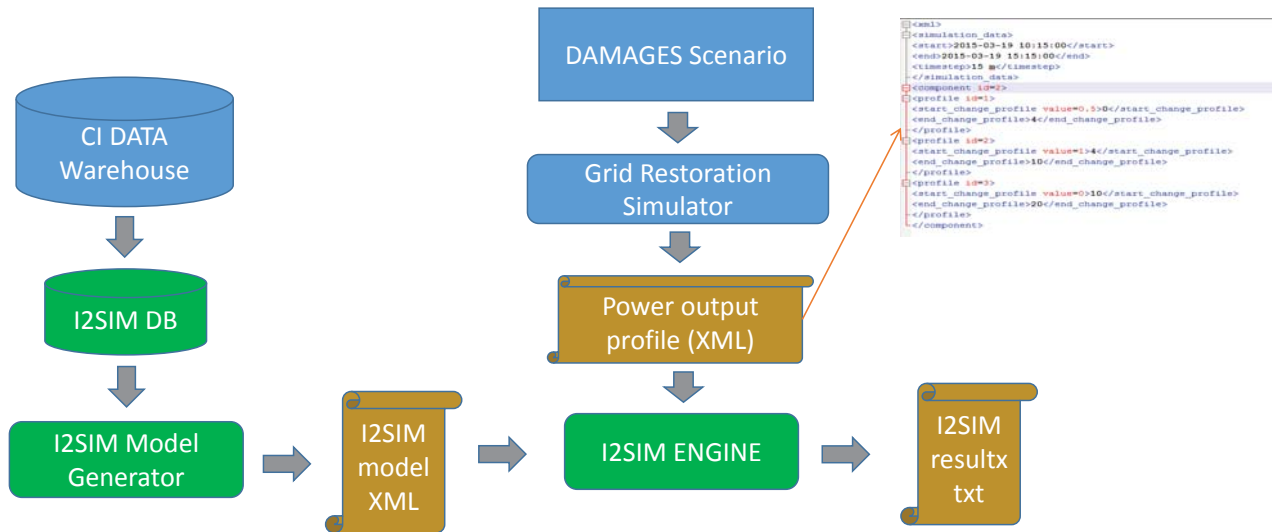 CI DATA
Warehouse
I2SIM DB
I2SIM Model
Generator
I2SIM
model
XML
DAMAGES Scenario
Grid Restoration
Simulator
Power output
profile (XML)
I2SIM ENGINE
I2SIM
resultx
txt
<xml>
<simulation_data>
<start>2015-03-19 10:15:00</start>
<end>2015-03-19 15:15:00</end>
<timestep>15 m</timestep>
</simulation_data>
<component id=2>
<profile id=1>
<start_change_profile value=0.5>0</start_change_profile>
<end_change_profile>4</end_change_profile>
</profile>
<profile id=2>
<start_change_profile value=1>4</start_change_profile>
<end_change_profile>10</end_change_profile>
</profile>
<profile id=3>
<start_change_profile value=0>10</start_change_profile>
<end_change_profile>20</end_change_profile>
</profile>
</component>